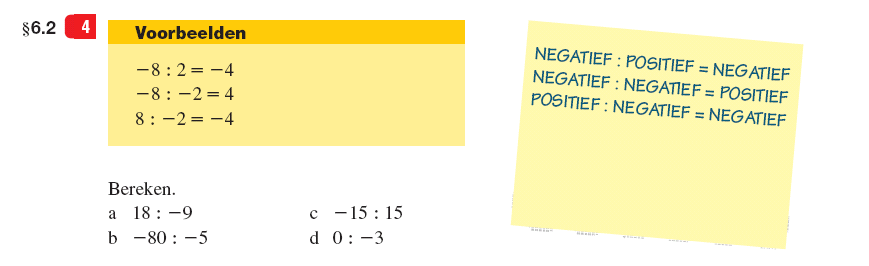 §6.2 4 Voorbeelden
−8 : 2 = −4
−8 : −2 = 4
8 : −2 = −4
NEGATIEF : POSITIEF = NEGATIEF
NEGATIEF : NEGATIEF = POSITIEF
POSITIEF : NEGATIEF = NEGATIEF
Bereken.
a 18 : −9
b −80 : −5
c −15 : 15
d 0 : −3